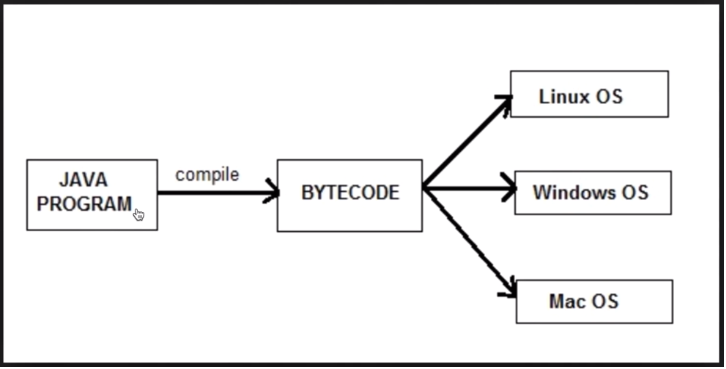 JAVA
PROGRAM
compile
BYTECODE
Linux OS
Windows OS
Mac OS